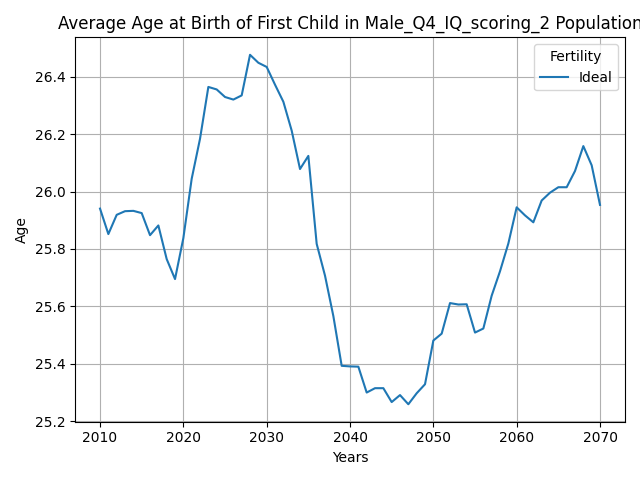 Average Age at Birth of First Child in Male_Q4_IQ_scoring_2 Population
Fertility
Ideal
26.4
26.2
26.0
25.8
25.6
25.4
25.2
Age
2010 2020 2030 2040 2050 2060 2070
Years